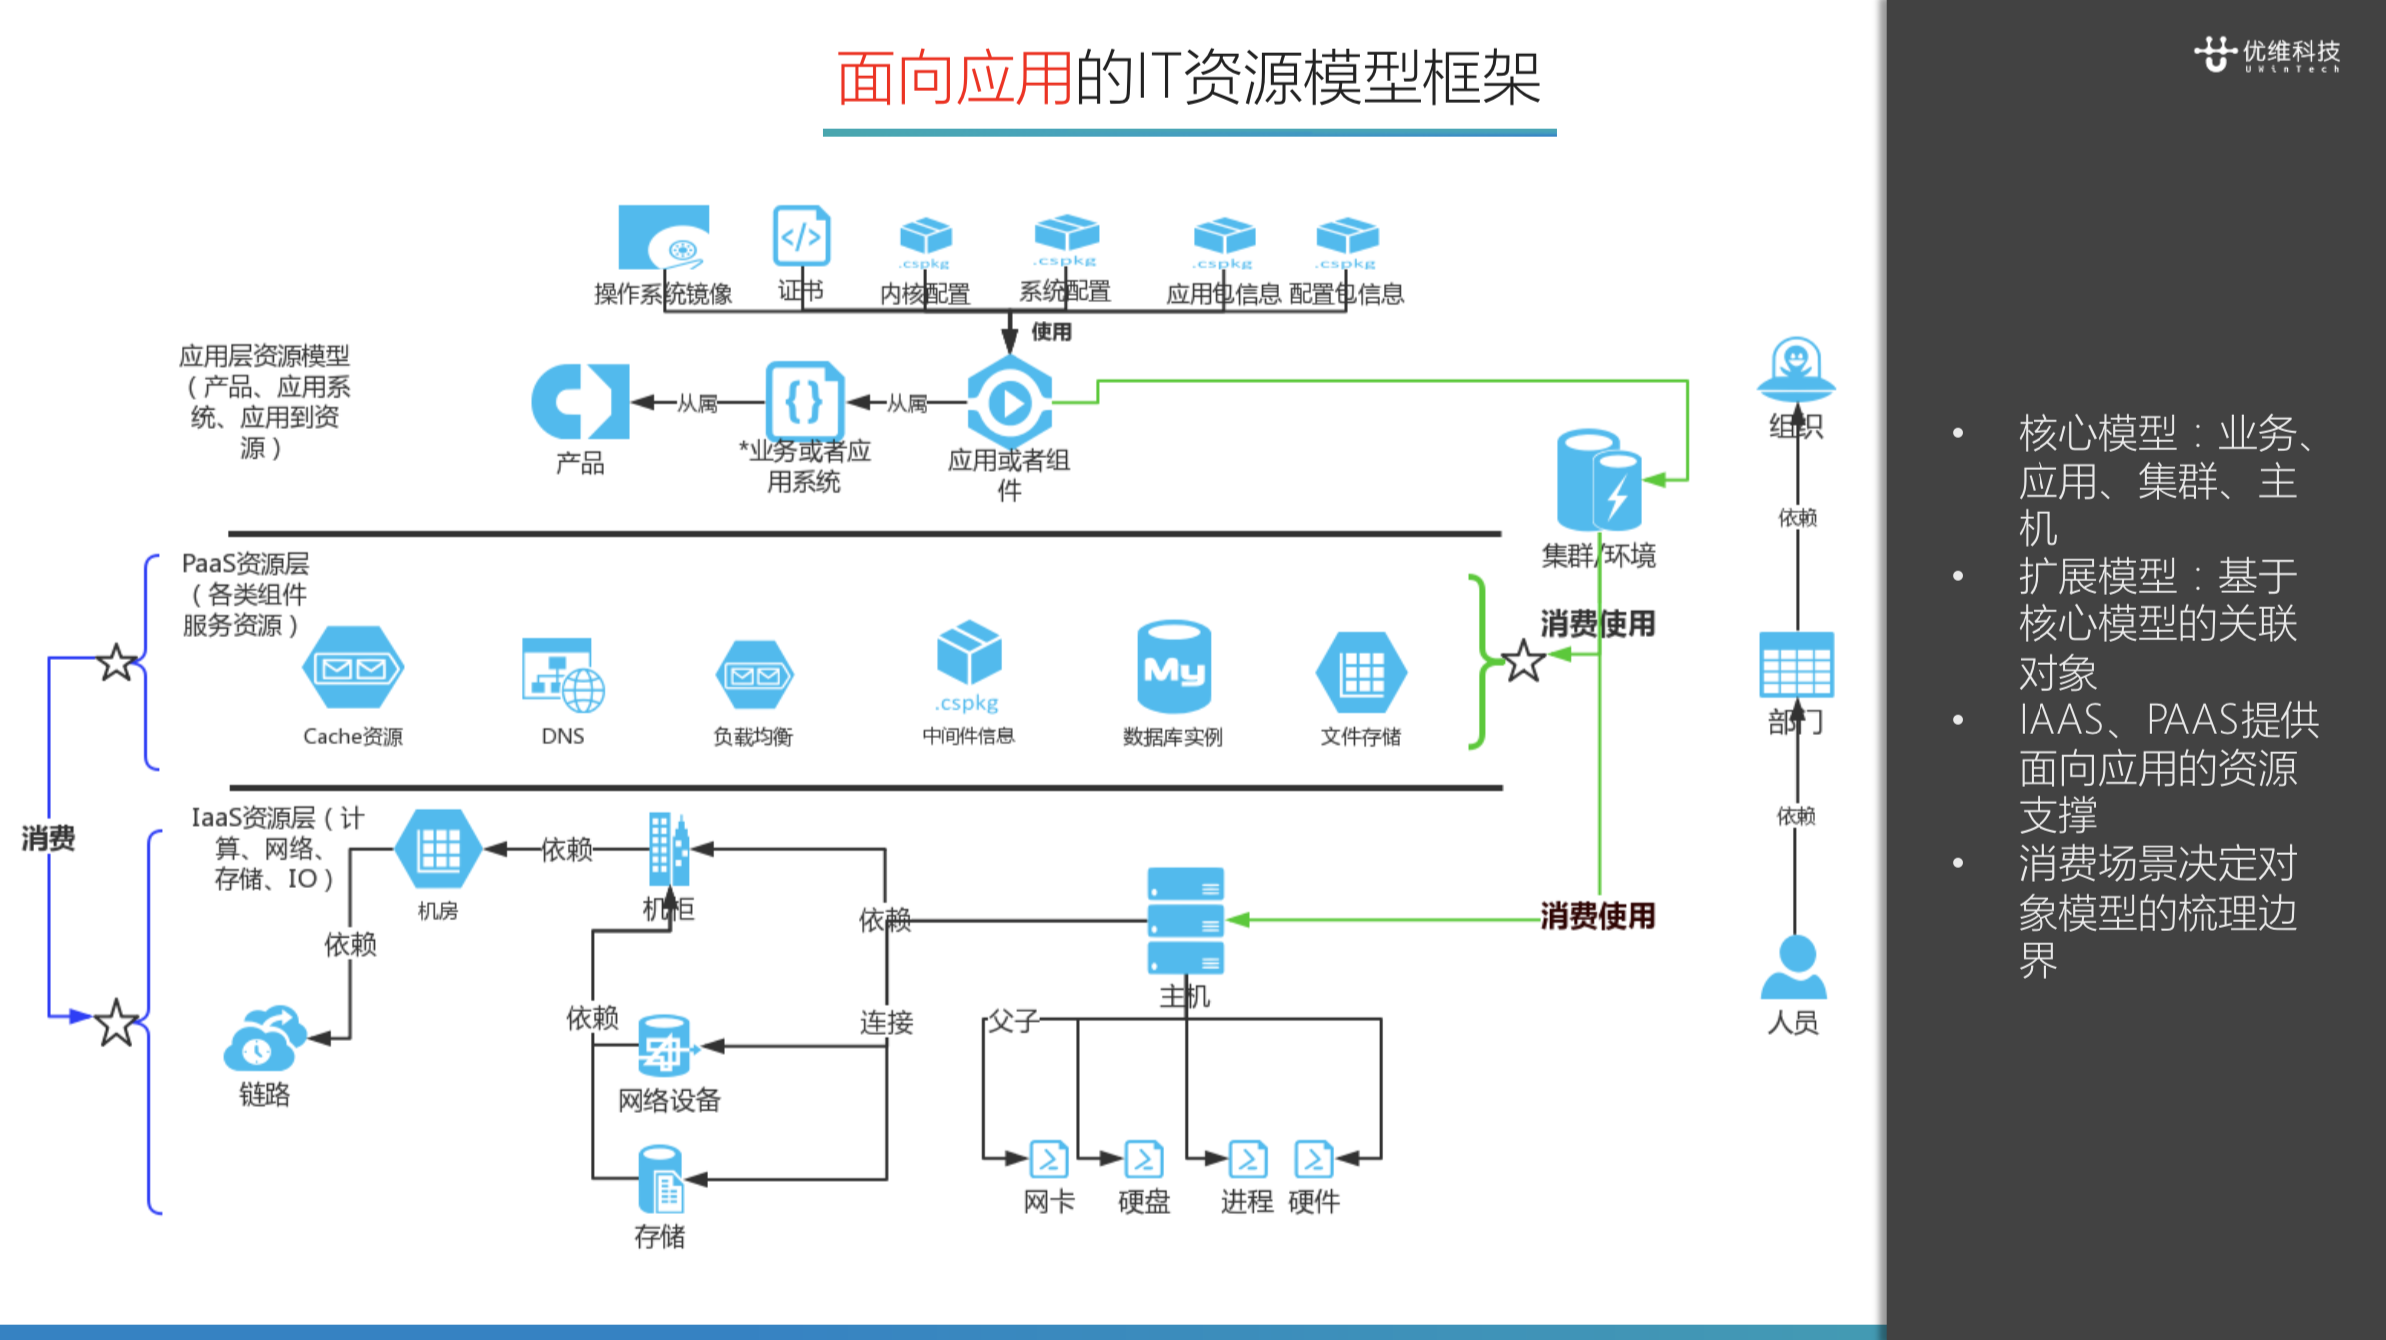 面向应用的IT资源模型框架
优维科技
UWinTech
操作系统镜像
</>
证书
.cspkg
内核配置
.cspkg
系统配置
.cspkg
应用包信息
.cspkg
配置包信息
使用
应用层资源模型
（产品、应用系
统、应用到资
源）
产品
从属
{}
*业务或者应
用系统
从属
应用或者组
件
集群/环境
组织
依赖
部门
依赖
人员
PaaS资源层
（各类组件
服务资源）
Cache资源
DNS
负载均衡
.cspkg
中间件信息
My
数据库实例
文件存储
消费使用
消费
IaaS资源层（计
算、网络、
存储、IO）
机房
依赖
机柜
依赖
依赖
链路
依赖
网络设备
连接
存储
主机
消费使用
父子
网卡
硬盘
进程
硬件
• 核心模型：业务、
应用、集群、主
机
• 扩展模型：基于
核心模型的关联
对象
• IAAS、PAAS提供
面向应用的资源
支撑
• 消费场景决定对
象模型的梳理边
界